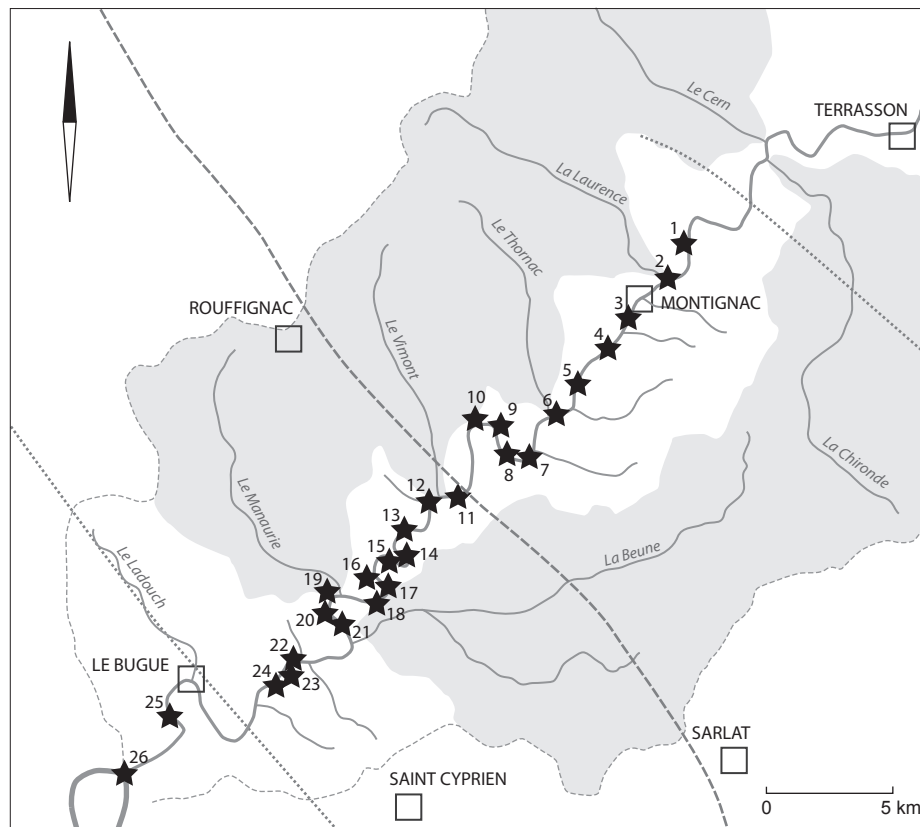 Le Cern
TERRASSON
La Laurence
1
2
Le Thornac
MONTIGNAC
ROUFFIGNAC
3
Le Vimont
4
5
10
9
6
La Chironde
8
7
Le Manaurie
12
11
13
15
14
La Beune
Le Ladouch
16
17
19
18
20
21
22
LE BUGUE
24
23
25
SARLAT
26
SAINT CYPRIEN
0
5 km